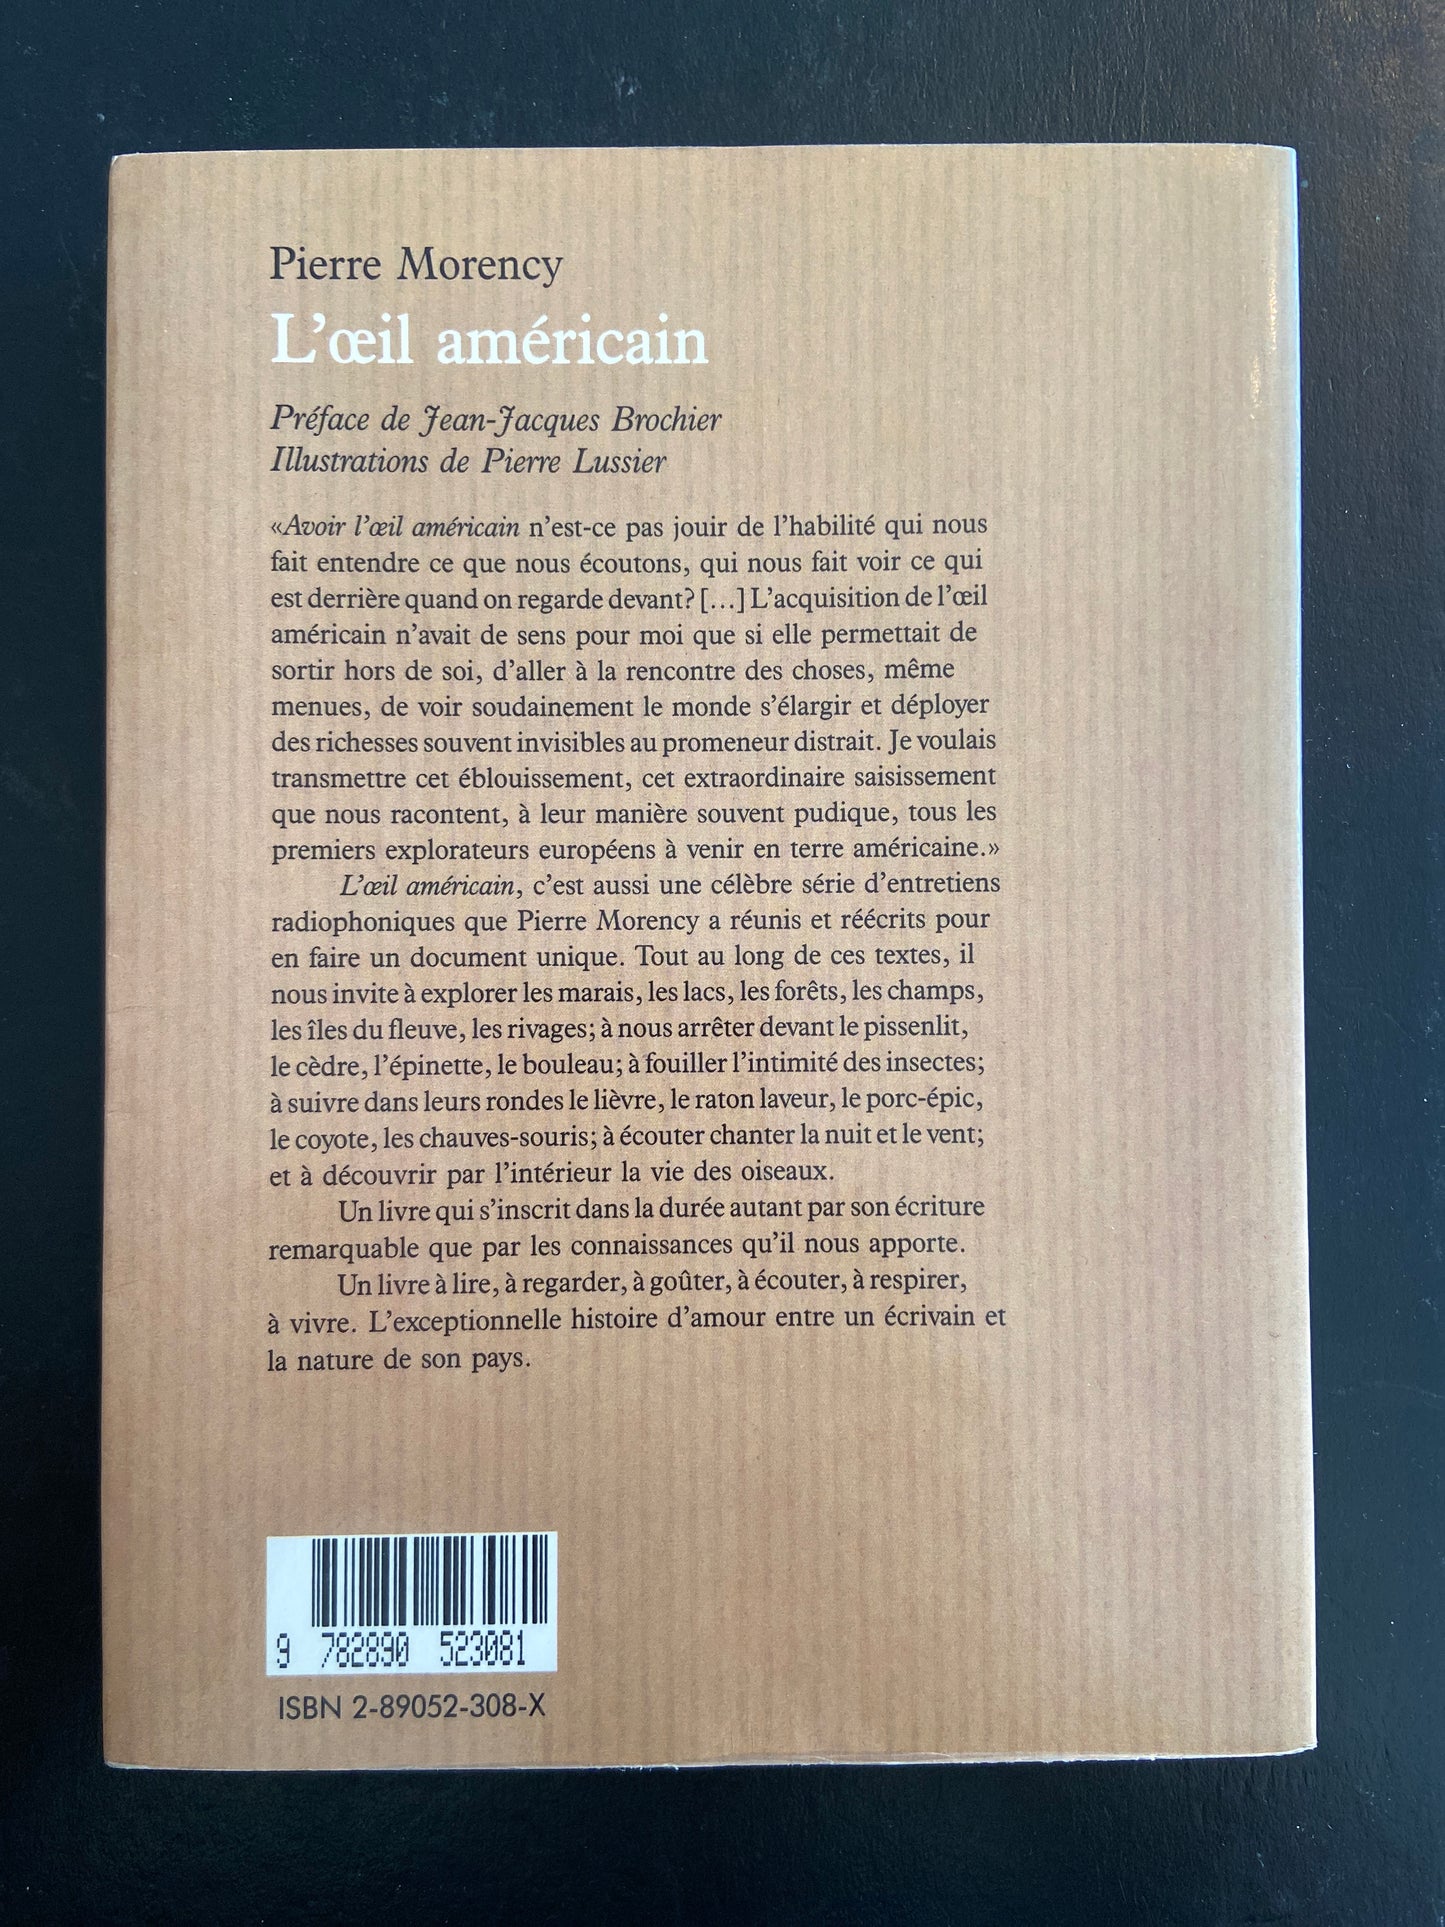 Pierre Morency
L’œil américain
Préface de Jean-Jacques Brochier
Illustrations de Pierre Lussier
«Avoir l’œil américain n’est-ce pas jouir de l’habilité qui nous
fait entendre ce que nous écoutons, qui nous fait voir ce qui
est derrière quand on regarde devant? [...] L’acquisition de l’œil
américain n’avait de sens pour moi que si elle permettait de
sortir hors de soi, d’aller à la rencontre des choses, même
menues, de voir soudainement le monde s’élargir et déployer
des richesses souvent invisibles au promeneur distrait. Je voulais
transmettre cet éblouissement, cet extraordinaire saisissement
que nous racontent, à leur manière souvent pudique, tous les
premiers explorateurs européens à venir en terre américaine.»
L’œil américain, c’est aussi une célèbre série d’entretiens
radiophoniques que Pierre Morency a réunis et réécrits pour
en faire un document unique. Tout au long de ces textes, il
nous invite à explorer les marais, les lacs, les forêts, les champs,
les îles du fleuve, les rivages; à nous arrêter devant le pissenlit,
le cèdre, l’épinette, le bouleau; à fouiller l’intimité des insectes;
à suivre dans leurs rondes le lièvre, le raton laveur, le porc-épic,
le coyote, les chauves-souris; à écouter chanter la nuit et le vent;
et à découvrir par l’intérieur la vie des oiseaux.
Un livre qui s’inscrit dans la durée autant par son écriture
remarquable que par les connaissances qu’il nous apporte.
Un livre à lire, à regarder, à goûter, à écouter, à respirer,
à vivre. L’exceptionnelle histoire d’amour entre un écrivain et
la nature de son pays.
9 782890 523081
ISBN 2-89052-308-X